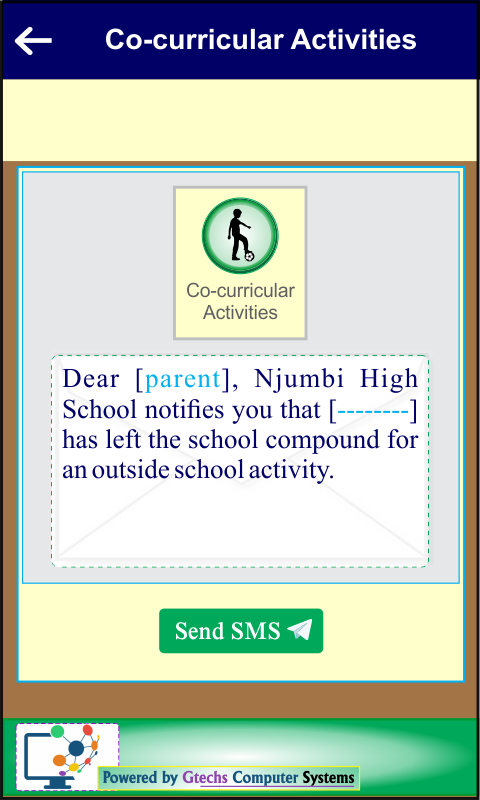 Co-curricular Activities
Co-curricular
Activities
Dear [parent], Njumbi High
School notifies you that [--------]
has left the school compound for
an outside school activity.
Send SMS
Powered by Gtechs Computer Systems